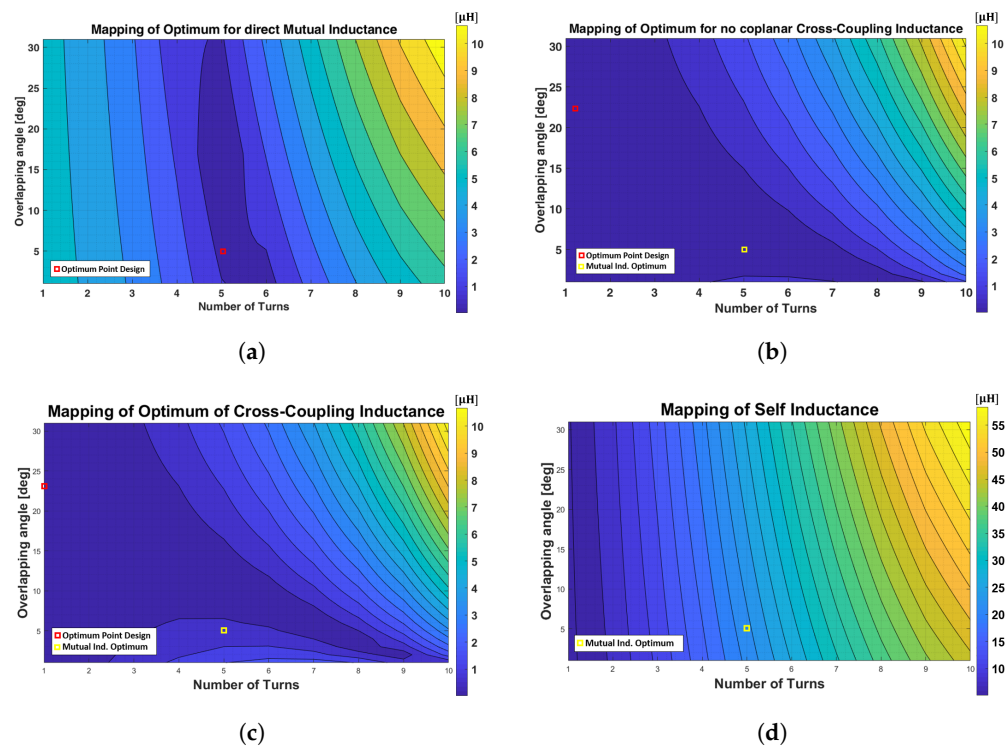 [μH]
Mapping of Optimum for direct Mutual Inductance
Overlapping angle [deg]
30
25
20
15
10
5
Optimum Point Design
1 2 3 4 5 6 7 8 9 10
Number of Turns
10
9
8
7
6
5
4
3
2
1
(a)
[μH]
Mapping of Optimum for no coplanar Cross-Coupling Inductance
Overlapping angle [deg]
30
25
20
15
10
5
Optimum Point Design
Mutual Ind. Optimum
1 2 3 4 5 6 7 8 9 10
Number of Turns
10
9
8
7
6
5
4
3
2
1
(b)
[μH]
Mapping of Optimum of Cross-Coupling Inductance
Overlapping angle [deg]
30
25
20
15
10
5
Optimum Point Design
Mutual Ind. Optimum
1 2 3 4 5 6 7 8 9 10
Number of Turns
10
9
8
7
6
5
4
3
2
1
(c)
[μH]
Mapping of Self Inductance
Overlapping angle [deg]
30
25
20
15
10
5
Mutual Ind. Optimum
1 2 3 4 5 6 7 8 9 10
Number of Turns
55
50
45
40
35
30
25
20
15
10
(d)